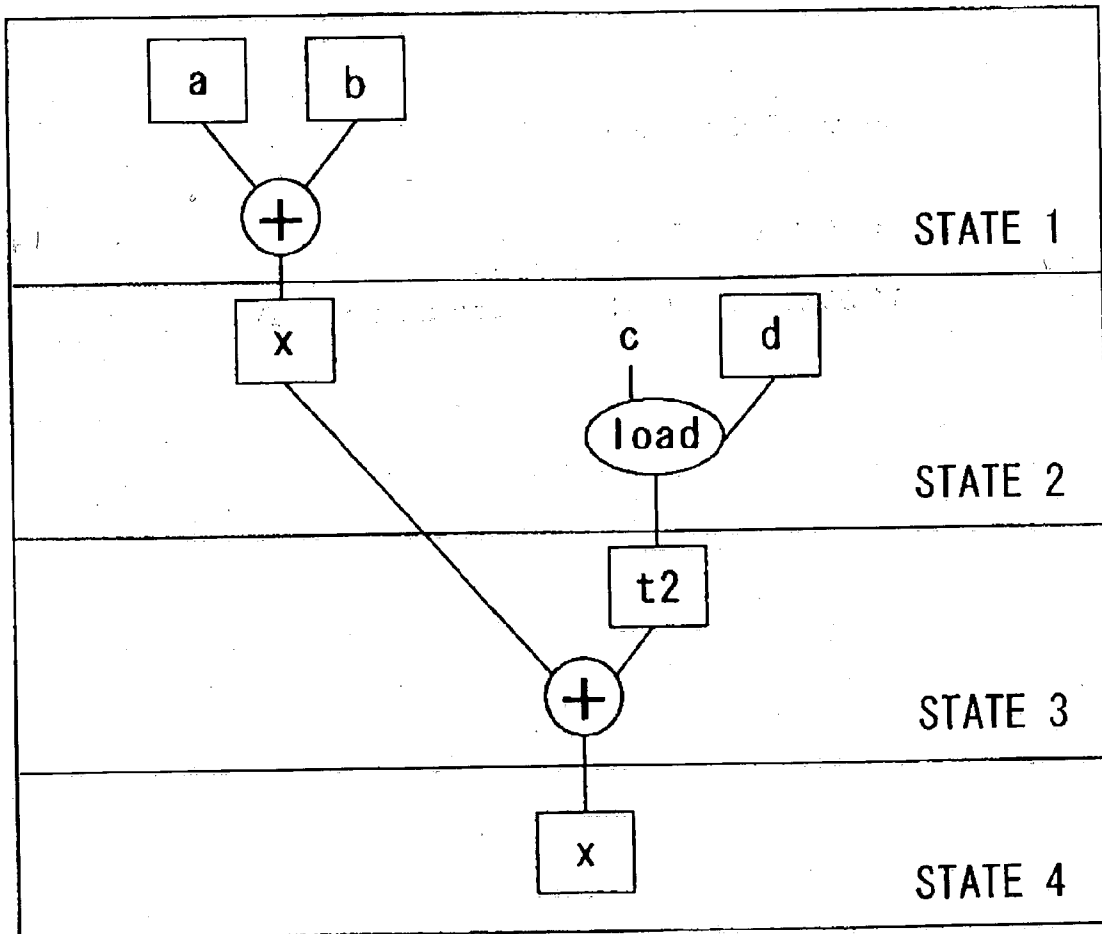 a b
+
STATE 1
x c d
load
STATE 2
t2
+
STATE 3
x
STATE 4